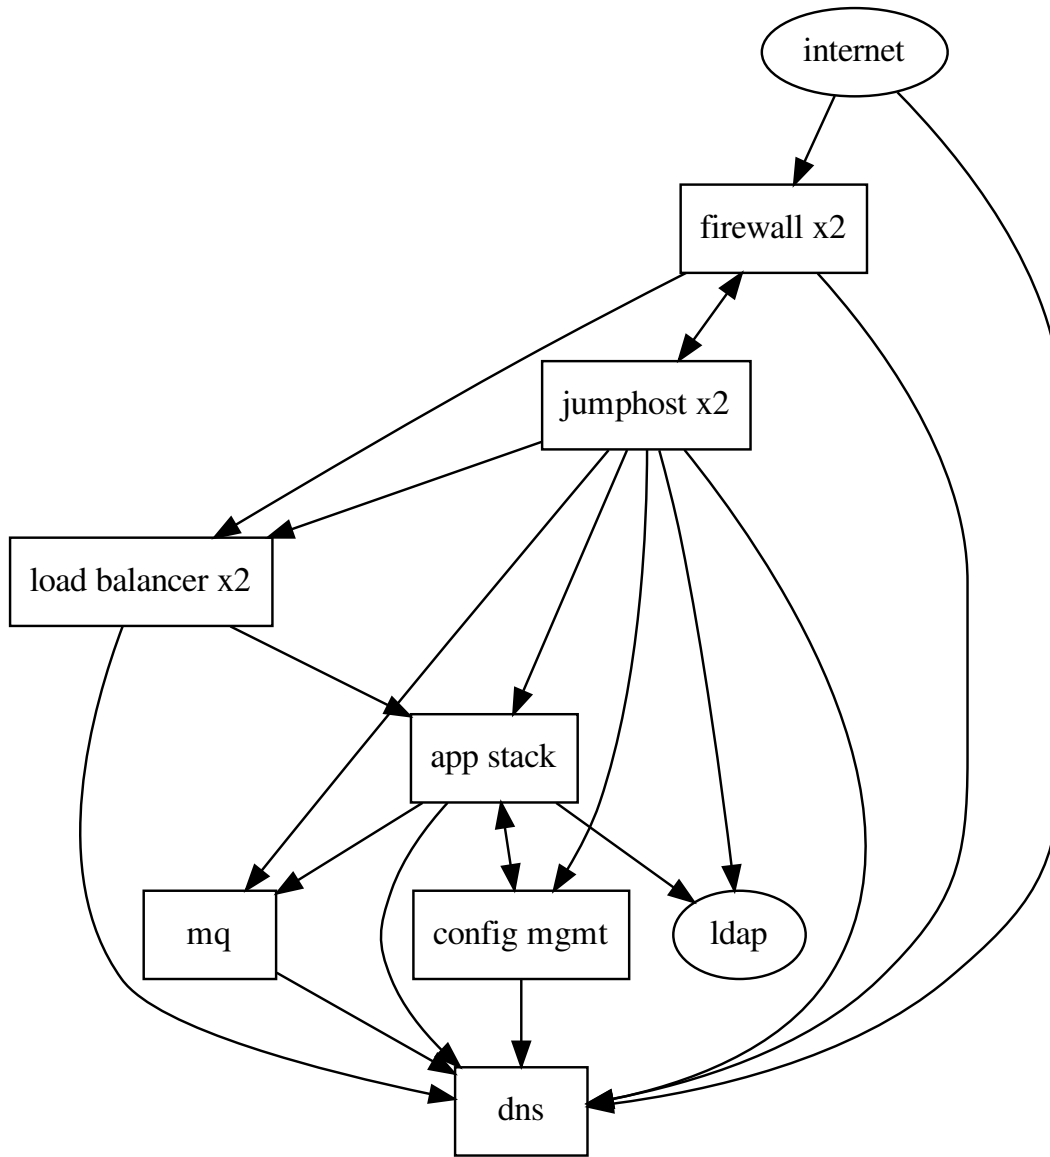 internet
firewall x2
jumphost x2
load balancer x2
app stack
mq
config mgmt
ldap
dns